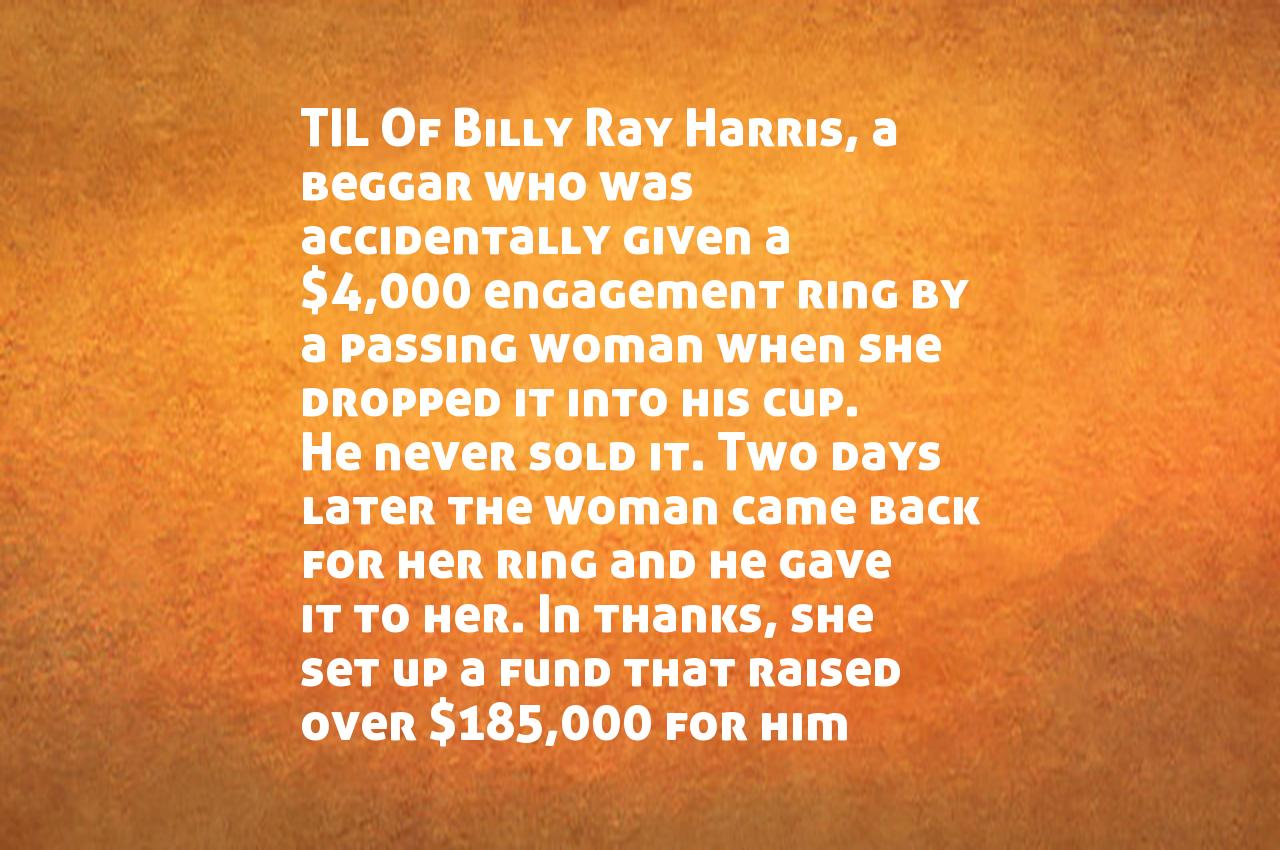 TIL Of Billy Ray Harris, a
beggar who was
accidentally given a
$4,000 engagement ring by
a passing woman when she
dropped it into his cup.
He never sold it. Two days
later the woman came back
for her ring and he gave
it to her. In thanks, she
set up a fund that raised
over $185,000 for him